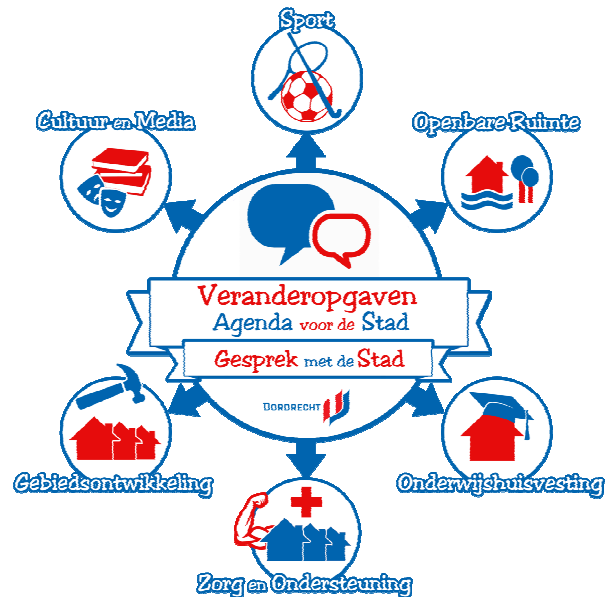 Sport
Cultuur en Media
Openbare Ruimte
Veranderopgaven
Agenda voor de Stad
Gesprek met de Stad
DORDRECHT
Gebiedsontwikkeling
Onderwijshuisvesting
Zorg en Ondersteuning